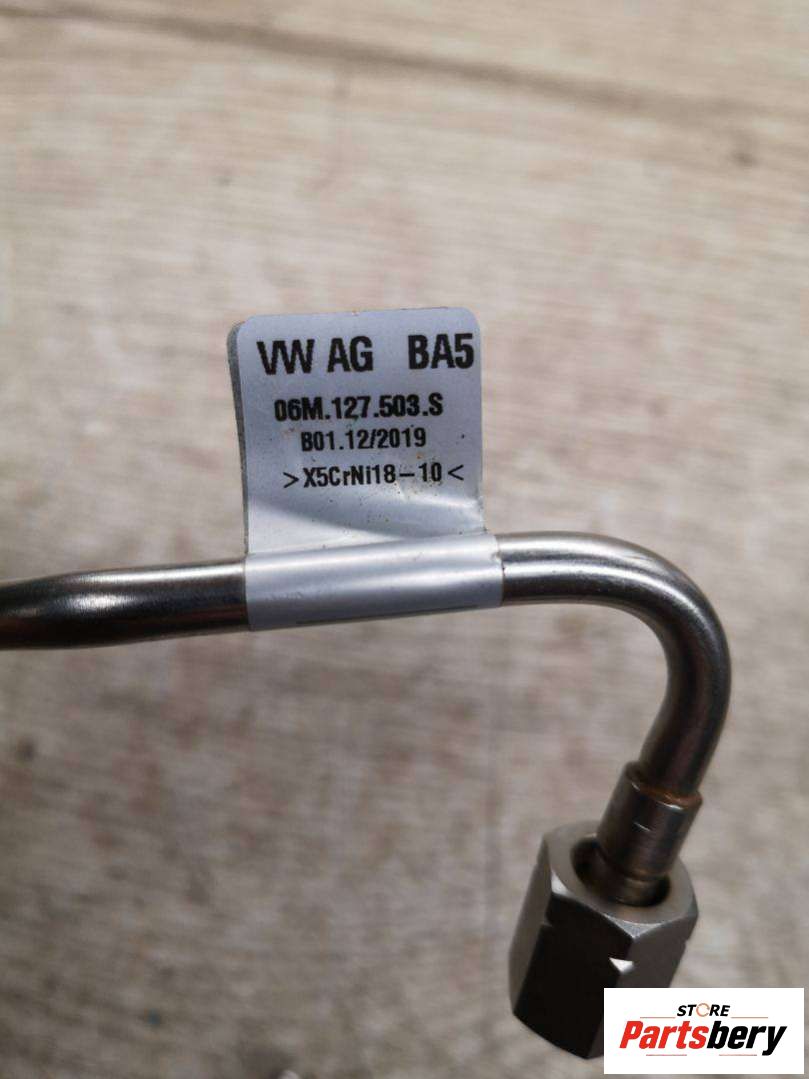 VW AG BA5
06M.127.503.S
B01.12/2019
>X5CrNi18-10<
STORE
Partsbery